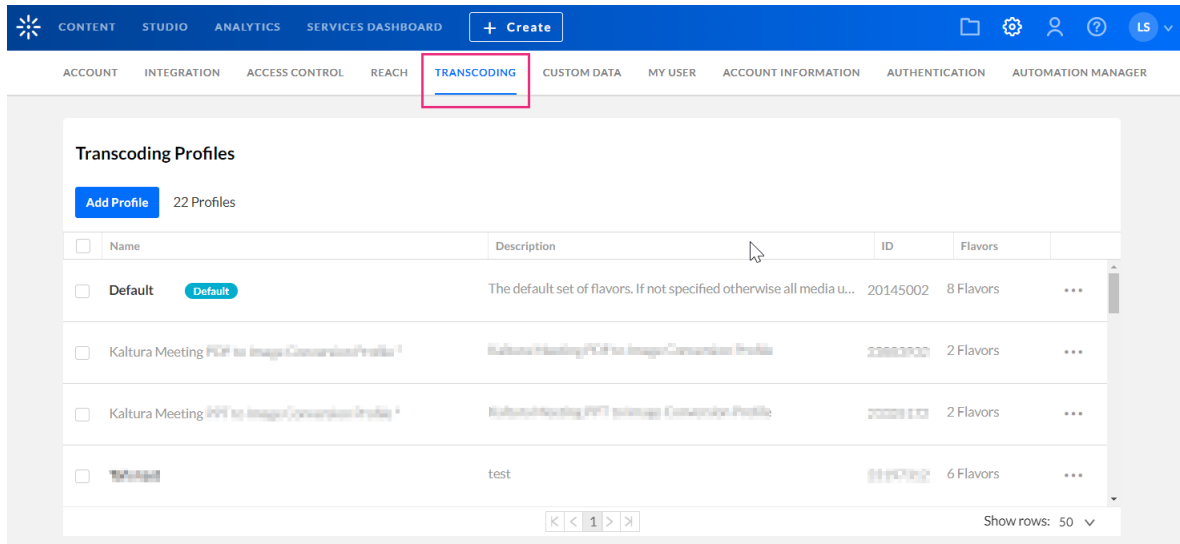 CONTENT STUDIO ANALYTICS SERVICES DASHBOARD + Create LS
ACCOUNT INTEGRATION ACCESS CONTROL REACH TRANSCODING CUSTOM DATA MY USER ACCOUNT INFORMATION AUTHENTICATION AUTOMATION MANAGER
Transcoding Profiles
Add Profile 22 Profiles
Name Description ID Flavors
Default Default The default set of flavors. If not specified otherwise all media u... 20145002 8 Flavors
Kaltura Meeting 2 Flavors
Kaltura Meeting 2 Flavors
test 6 Flavors
1 Show rows: 50